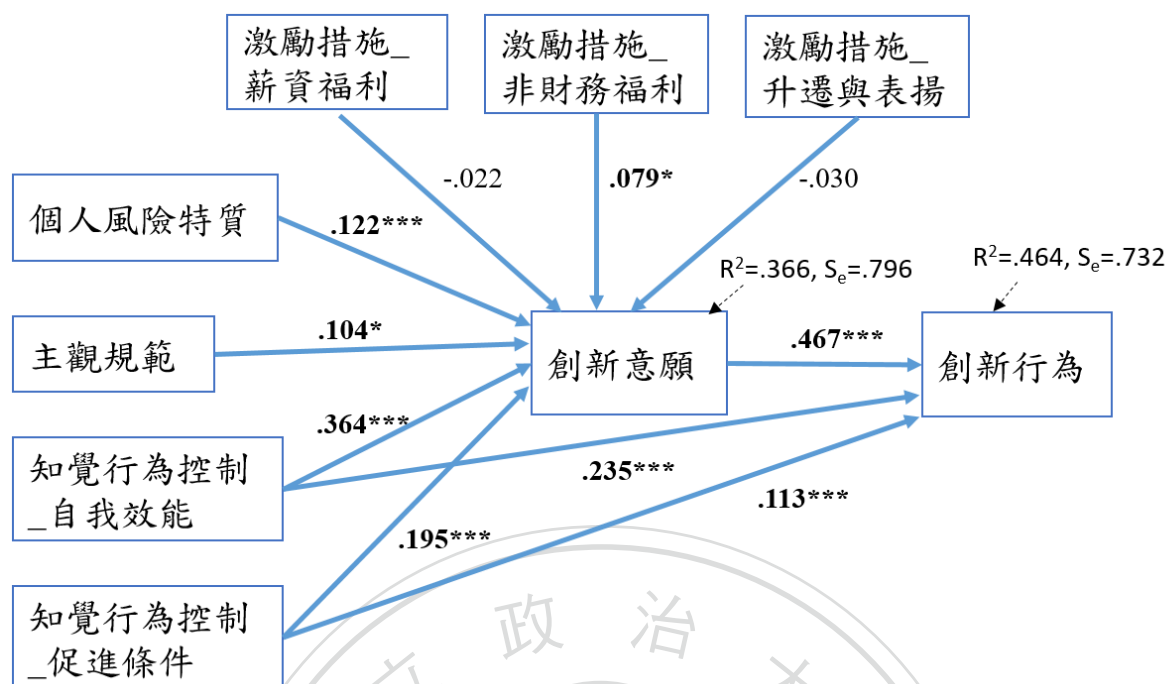 激勵措施_
薪資福利
激勵措施_
非財務福利
激勵措施_
升遷與表揚
-.022
.079*
-.030
個人風險特質
.122***
R²=.366, Sₑ=.796
R²=.464, Sₑ=.732
主觀規範
.104*
創新意願
.467***
創新行為
.364***
知覺行為控制
_自我效能
.235***
.113***
.195***
知覺行為控制
_促進條件
政 治